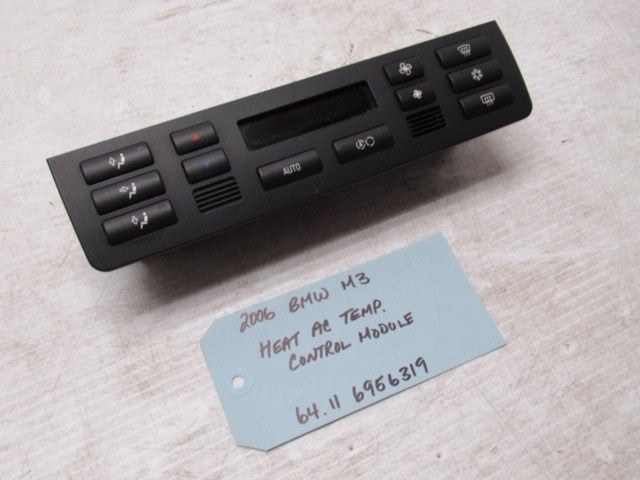 AUTO
2006 BMW M3
HEAT AC TEMP.
CONTROL MODULE
64.11 6956319